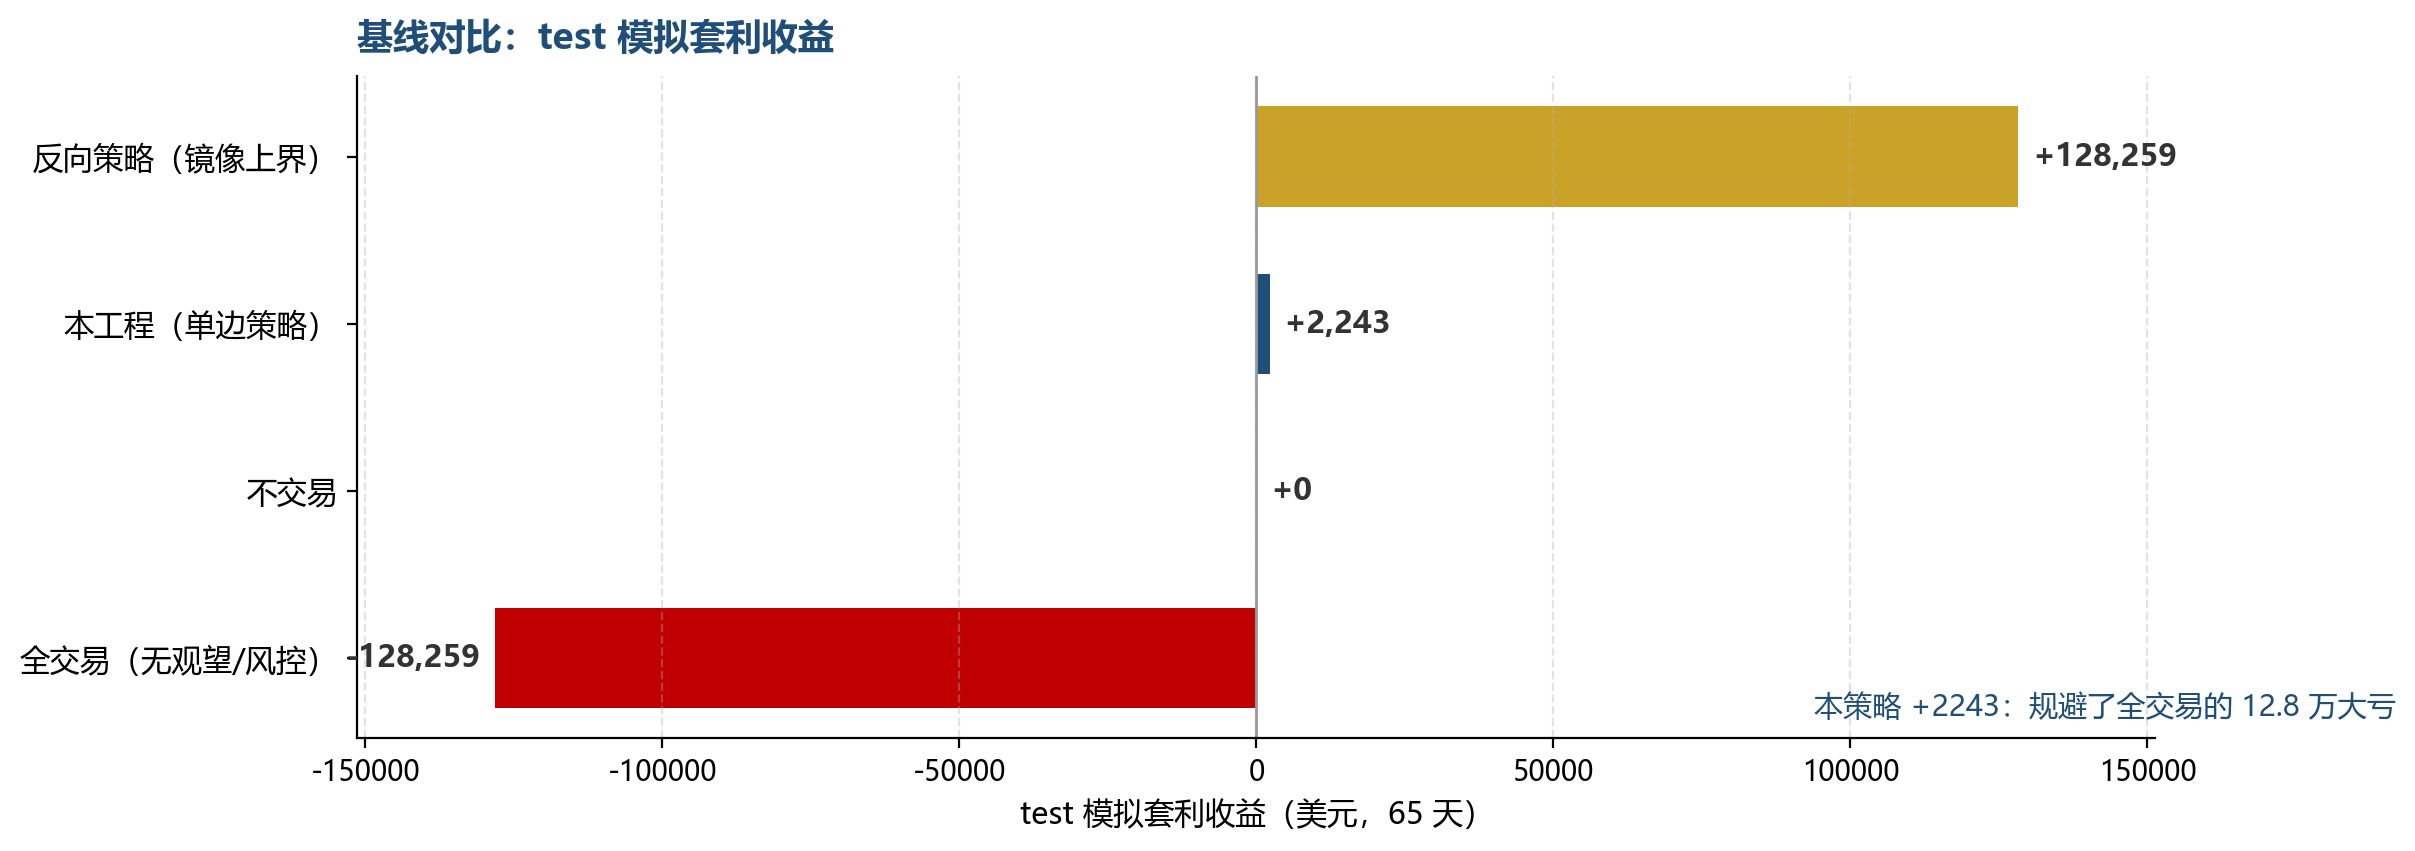 基线对比：test 模拟套利收益
反向策略（镜像上界）
+128,259
本工程（单边策略）
+2,243
不交易
+0
全交易（无观望/风控）
-128,259
本策略 +2243：规避了全交易的 12.8 万大亏
-150000
-100000
-50000
0
50000
100000
150000
test 模拟套利收益（美元，65 天）